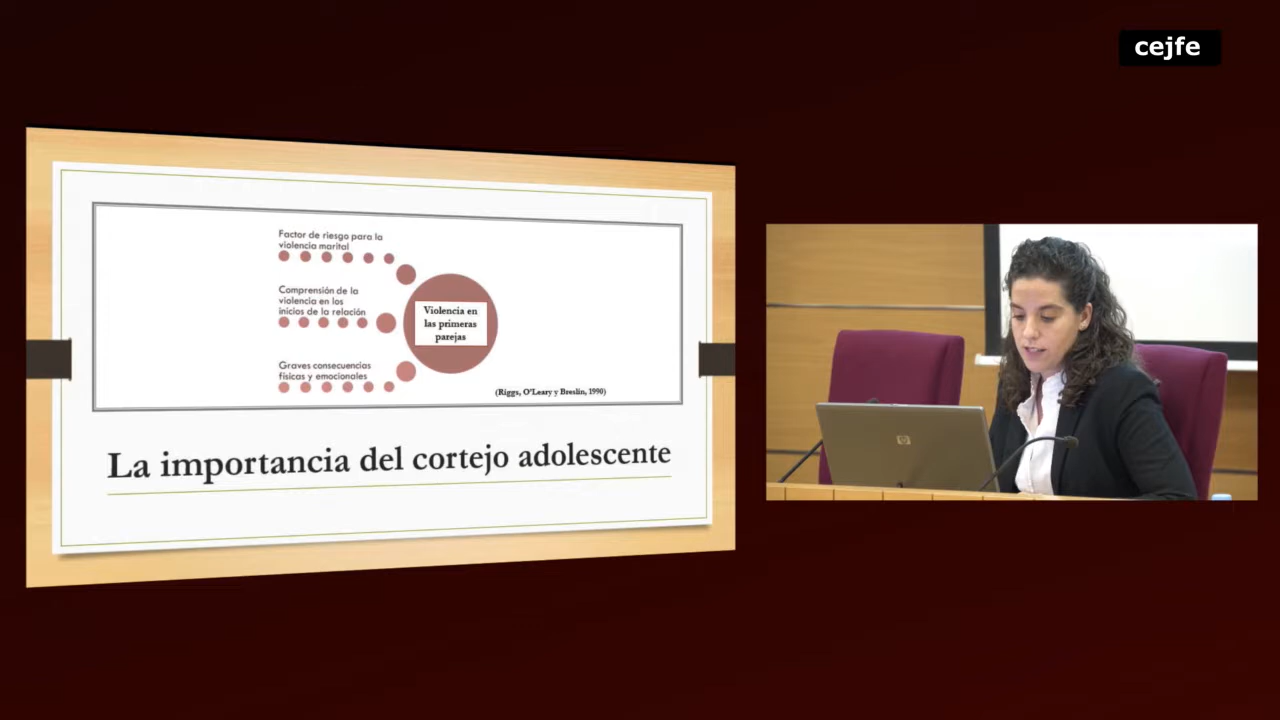 cejfe
Factor de riesgo para la
violencia marital
Comprensión de la
violencia en los
inicios de la relación
Graves consecuencias
físicas y emocionales
Violencia en
las primeras
parejas
(Riggs, O'Leary y Breslin, 1990)
La importancia del cortejo adolescente
hp